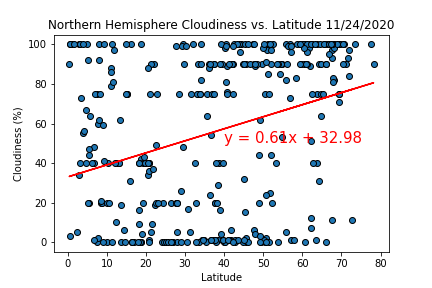 Northern Hemisphere Cloudiness vs. Latitude 11/24/2020
100
80
60
40
20
0
Cloudiness (%)
y = 0.61x + 32.98
0 10 20 30 40 50 60 70 80
Latitude